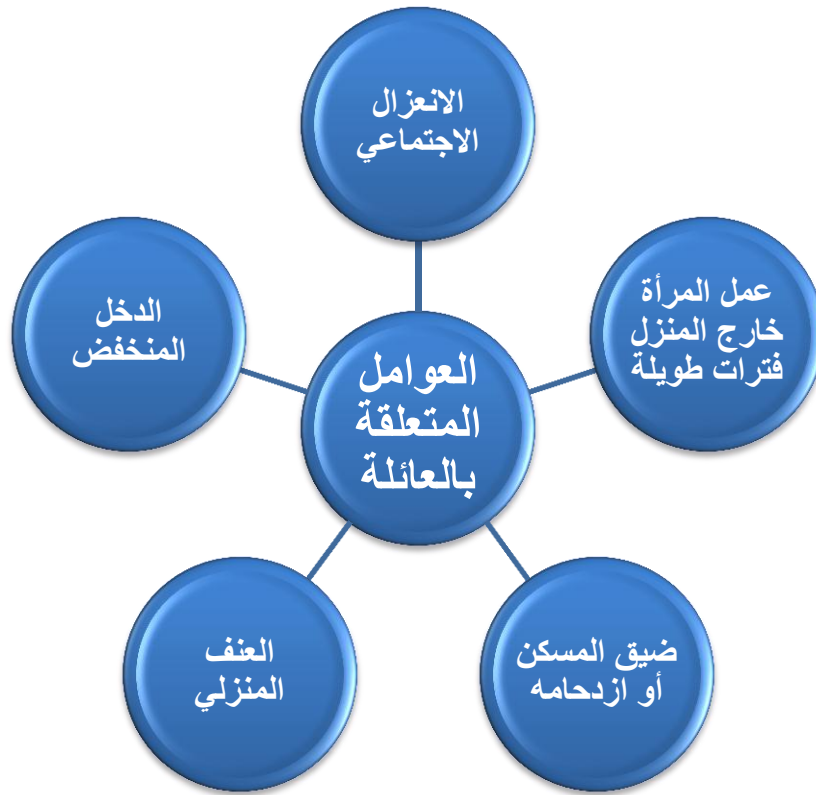 الانعزال
الاجتماعي
عمل المرأة
خارج المنزل
فترات طويلة
الدخل
المنخفض
العوامل
المتعلقة
بالعائلة
ضيق المسكن
أو ازدحامه
العنف
المنزلي